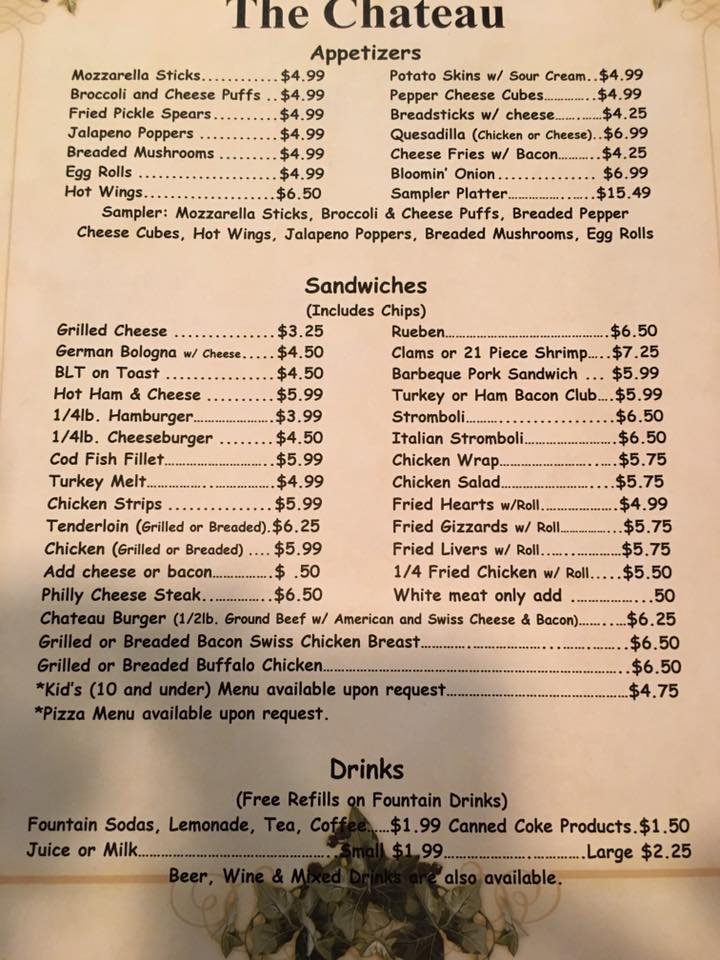 The Chateau
Appetizers
Mozzarella Sticks...........$4.99 Potato Skins w/ Sour Cream..$4.99
Broccoli and Cheese Puffs ..$4.99 Pepper Cheese Cubes..............$4.99
Fried Pickle Spears..........$4.99 Breadsticks w/ cheese.............$4.25
Jalapeno Poppers ............$4.99 Quesadilla (Chicken or Cheese)..$6.99
Breaded Mushrooms .........$4.99 Cheese Fries w/ Bacon...........$4.25
Egg Rolls .....................$4.99 Bloomin' Onion............... $6.99
Hot Wings....................$6.50 Sampler Platter......................$15.49
Sampler: Mozzarella Sticks, Broccoli & Cheese Puffs, Breaded Pepper
Cheese Cubes, Hot Wings, Jalapeno Poppers, Breaded Mushrooms, Egg Rolls
Sandwiches
(Includes Chips)
Grilled Cheese ..............$3.25 Rueben........................................$6.50
German Bologna w/ Cheese.....$4.50 Clams or 21 Piece Shrimp.....$7.25
BLT on Toast ...............$4.50 Barbeque Pork Sandwich ... $5.99
Hot Ham & Cheese ..........$5.99 Turkey or Ham Bacon Club....$5.99
1/4lb. Hamburger....................$3.99 Stromboli.........................$6.50
1/4lb. Cheeseburger ........$4.50 Italian Stromboli......................$6.50
Cod Fish Fillet..........................$5.99 Chicken Wrap............................$5.75
Turkey Melt..............................$4.99 Chicken Salad............................$5.75
Chicken Strips ..............$5.99 Fried Hearts w/Roll...................$4.99
Tenderloin (Grilled or Breaded).$6.25 Fried Gizzards w/ Roll.................$5.75
Chicken (Grilled or Breaded) ....$5.99 Fried Livers w/ Roll....................$5.75
Add cheese or bacon...............$ .50 1/4 Fried Chicken w/ Roll.....$5.50
Philly Cheese Steak.................$6.50 White meat only add ................50
Chateau Burger (1/2lb. Ground Beef w/ American and Swiss Cheese & Bacon)..........$6.25
Grilled or Breaded Bacon Swiss Chicken Breast.................................................$6.50
Grilled or Breaded Buffalo Chicken.................................................................$6.50
*Kid's (10 and under) Menu available upon request...........................................$4.75
*Pizza Menu available upon request.
Drinks
(Free Refills on Fountain Drinks)
Fountain Sodas, Lemonade, Tea, Coffee.....$1.99 Canned Coke Products.$1.50
Juice or Milk..........................................Small $1.99..............................Large $2.25
Beer, Wine & Mixed Drinks are also available.